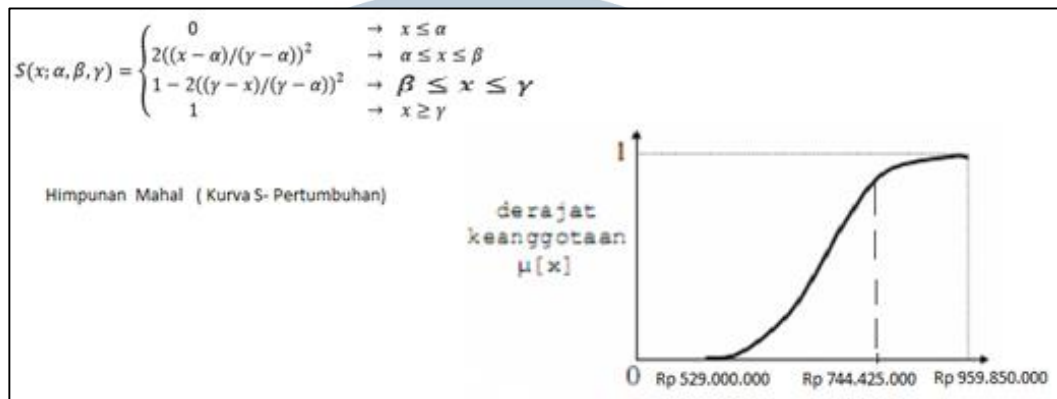 0 → x ≤ α
2((x − α)/(γ − α))² → α ≤ x ≤ β
S(x; α, β, γ) = {
1 − 2((γ − x)/(γ − α))² → β ≤ x ≤ γ
1 → x ≥ γ
Himpunan Mahal ( Kurva S- Pertumbuhan)
1
derajat
keanggotaan
μ[x]
0 Rp 529.000.000 Rp 744.425.000 Rp 959.850.000